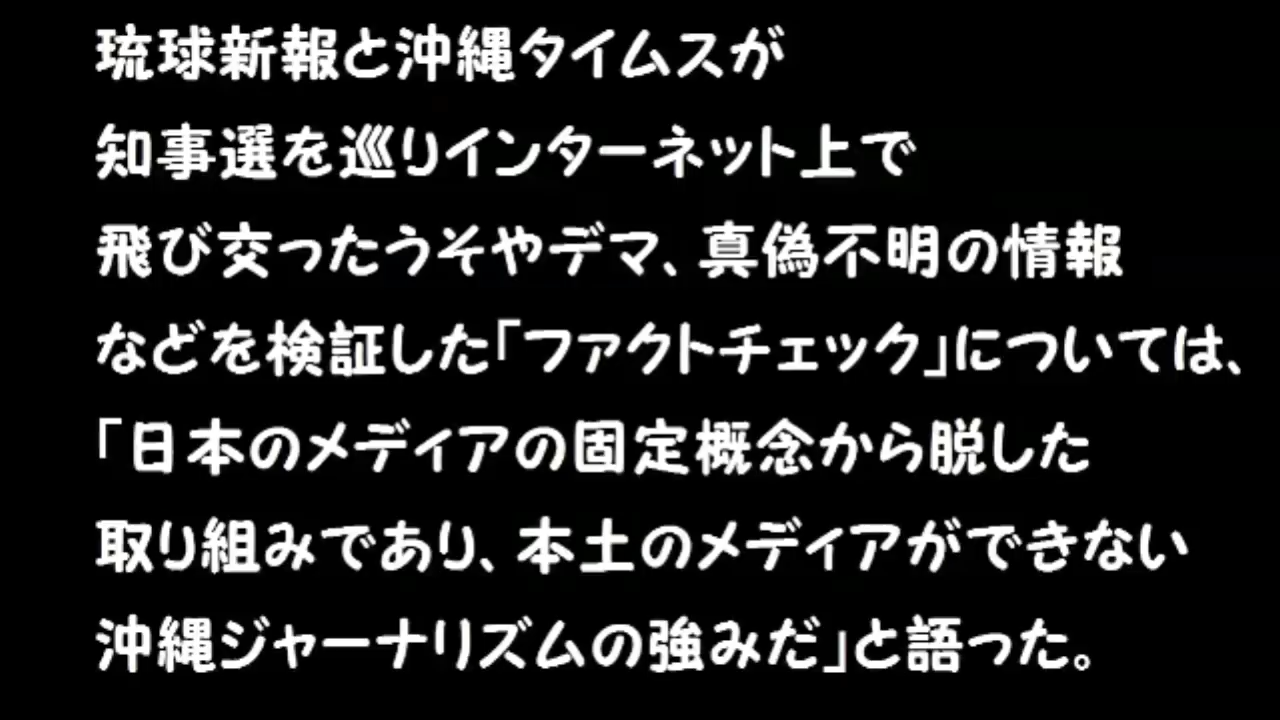 琉球新報と沖縄タイムスが
知事選を巡りインターネット上で
飛び交ったうそやデマ、真偽不明の情報
などを検証した「ファクトチェック」については、
「日本のメディアの固定概念から脱した
取り組みであり、本土のメディアができない
沖縄ジャーナリズムの強みだ」と語った。